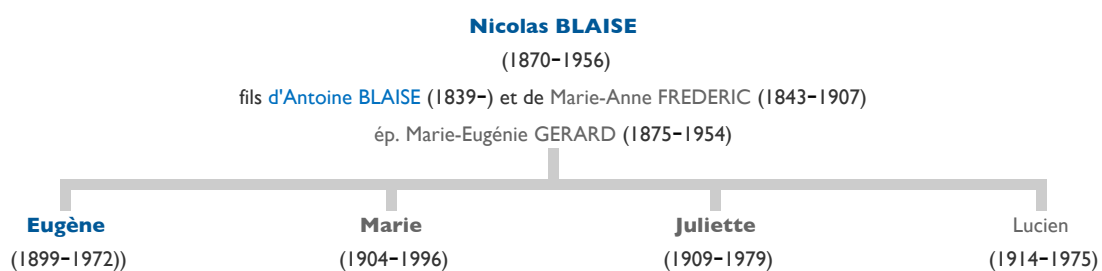 Nicolas BLAISE
(1870-1956)
fils d'Antoine BLAISE (1839-) et de Marie-Anne FREDERIC (1843-1907)
ép. Marie-Eugénie GERARD (1875-1954)
Eugène Marie Juliette Lucien
(1899-1972)) (1904-1996) (1909-1979) (1914-1975)